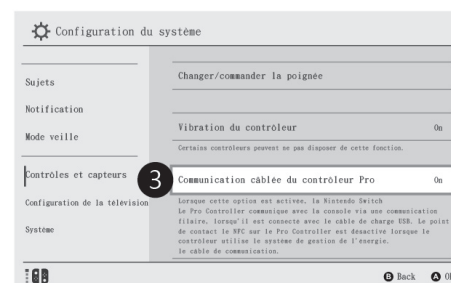 Configuration du système
Sujets
Notification
Mode veille
Contrôles et capteurs
Configuration de la télévision
Système
Changer/commander la poignée
Vibration du contrôleur On
Certains contrôleurs peuvent ne pas disposer de cette fonction.
3
Communication câblée du contrôleur Pro On
Lorsque cette option est activée, la Nintendo Switch
Le Pro Controller communique avec la console via une communication
filaire, lorsqu'il est connecté avec le câble de charge USB. Le point
de contact le NFC sur le Pro Controller est désactivé lorsque le
contrôleur utilise le système de gestion de l'énergie.
le câble de communication.
B Back A